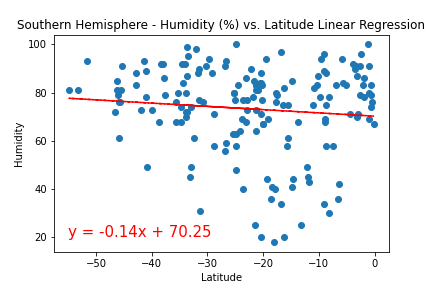 Southern Hemisphere - Humidity (%) vs. Latitude Linear Regression
100
80
60
40
20
Humidity
y = -0.14x + 70.25
−50
−40
−30
−20
−10
0
Latitude